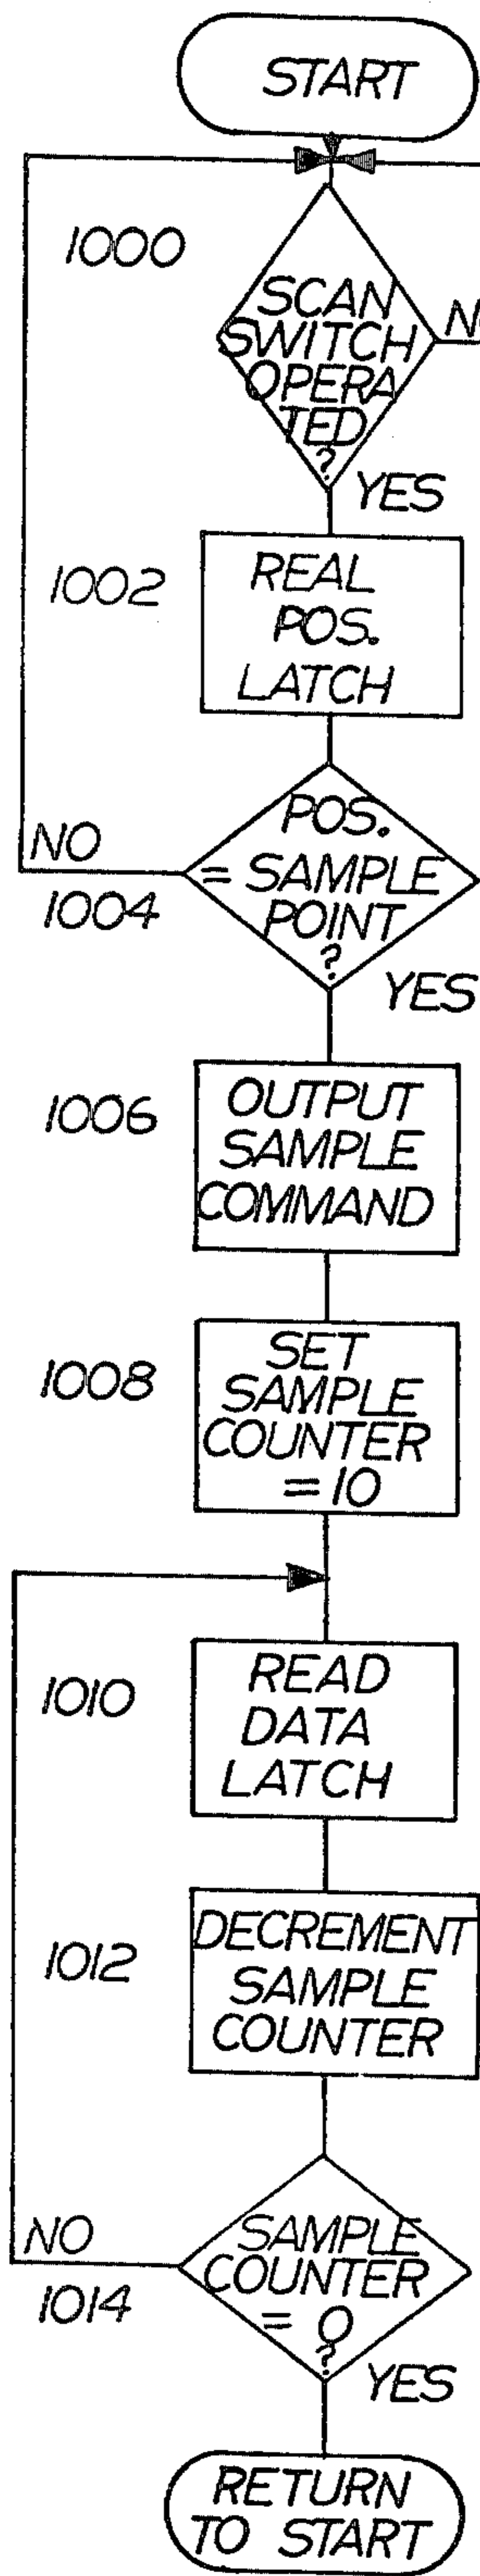 START
1000
SCAN
SWITCH
OPERA
TED
?
NO
YES
1002
REAL
POS.
LATCH
POS.
= SAMPLE
POINT
?
NO
1004
YES
1006
OUTPUT
SAMPLE
COMMAND
1008
SET
SAMPLE
COUNTER
= 10
1010
READ
DATA
LATCH
1012
DECREMENT
SAMPLE
COUNTER
SAMPLE
COUNTER
= 0
?
NO
1014
YES
RETURN
TO START